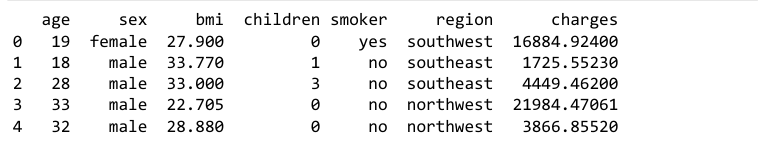 age sex bmi children smoker region charges
0 19 female 27.900 0 yes southwest 16884.92400
1 18 male 33.770 1 no southeast 1725.55230
2 28 male 33.000 3 no southeast 4449.46200
3 33 male 22.705 0 no northwest 21984.47061
4 32 male 28.880 0 no northwest 3866.85520